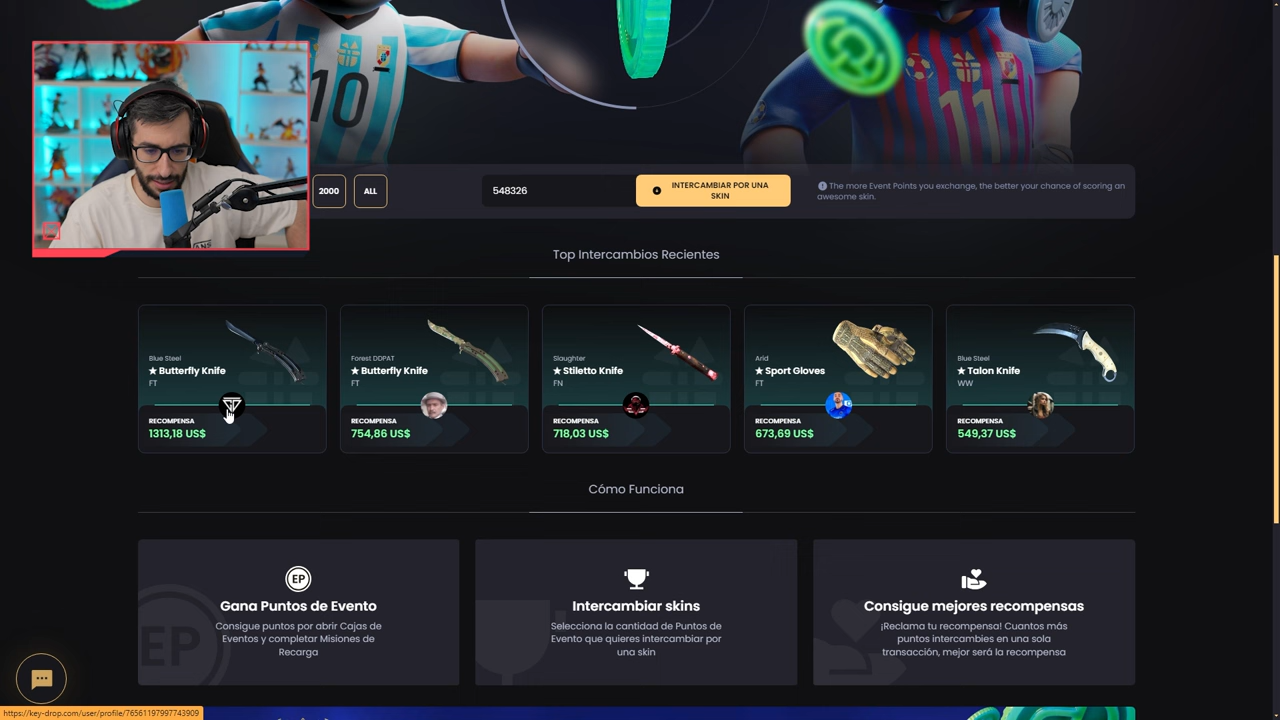 10
11
2000
ALL
548326
INTERCAMBIAR POR UNA
SKIN
The more Event Points you exchange, the better your chance of scoring an
awesome skin.
Top Intercambios Recientes
Blue Steel
★ Butterfly Knife
FT
RECOMPENSA
1313,18 US$
Forest DDPAT
★ Butterfly Knife
FT
RECOMPENSA
754,86 US$
Slaughter
★ Stiletto Knife
FN
RECOMPENSA
718,03 US$
Arid
★ Sport Gloves
FT
RECOMPENSA
673,69 US$
Blue Steel
★ Talon Knife
WW
RECOMPENSA
549,37 US$
Cómo Funciona
EP
EP
Gana Puntos de Evento
Consigue puntos por abrir Cajas de
Eventos y completar Misiones de
Recarga
Intercambiar skins
Selecciona la cantidad de Puntos de
Evento que quieres intercambiar por
una skin
Consigue mejores recompensas
¡Reclama tu recompensa! Cuantos más
puntos intercambies en una sola
transacción, mejor será la recompensa
https://key-drop.com/user/profile/76561197997743909